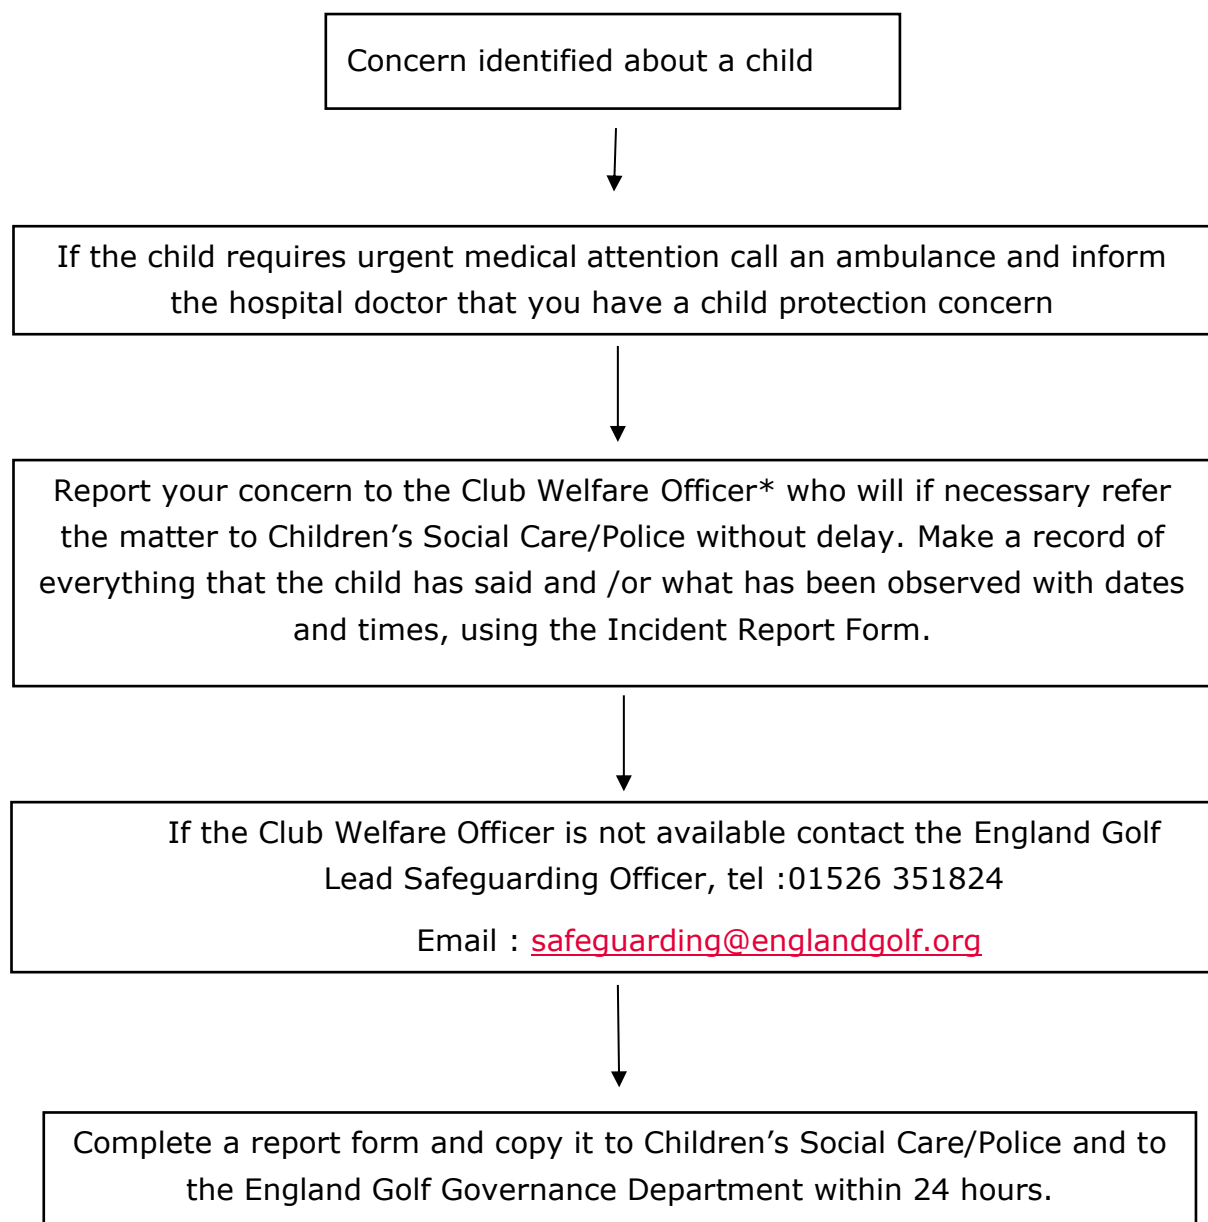 Concern identified about a child
If the child requires urgent medical attention call an ambulance and inform
the hospital doctor that you have a child protection concern
Report your concern to the Club Welfare Officer* who will if necessary refer
the matter to Children’s Social Care/Police without delay. Make a record of
everything that the child has said and /or what has been observed with dates
and times, using the Incident Report Form.
If the Club Welfare Officer is not available contact the England Golf
Lead Safeguarding Officer, tel :01526 351824
Email : safeguarding@englandgolf.org
Complete a report form and copy it to Children’s Social Care/Police and to
the England Golf Governance Department within 24 hours.